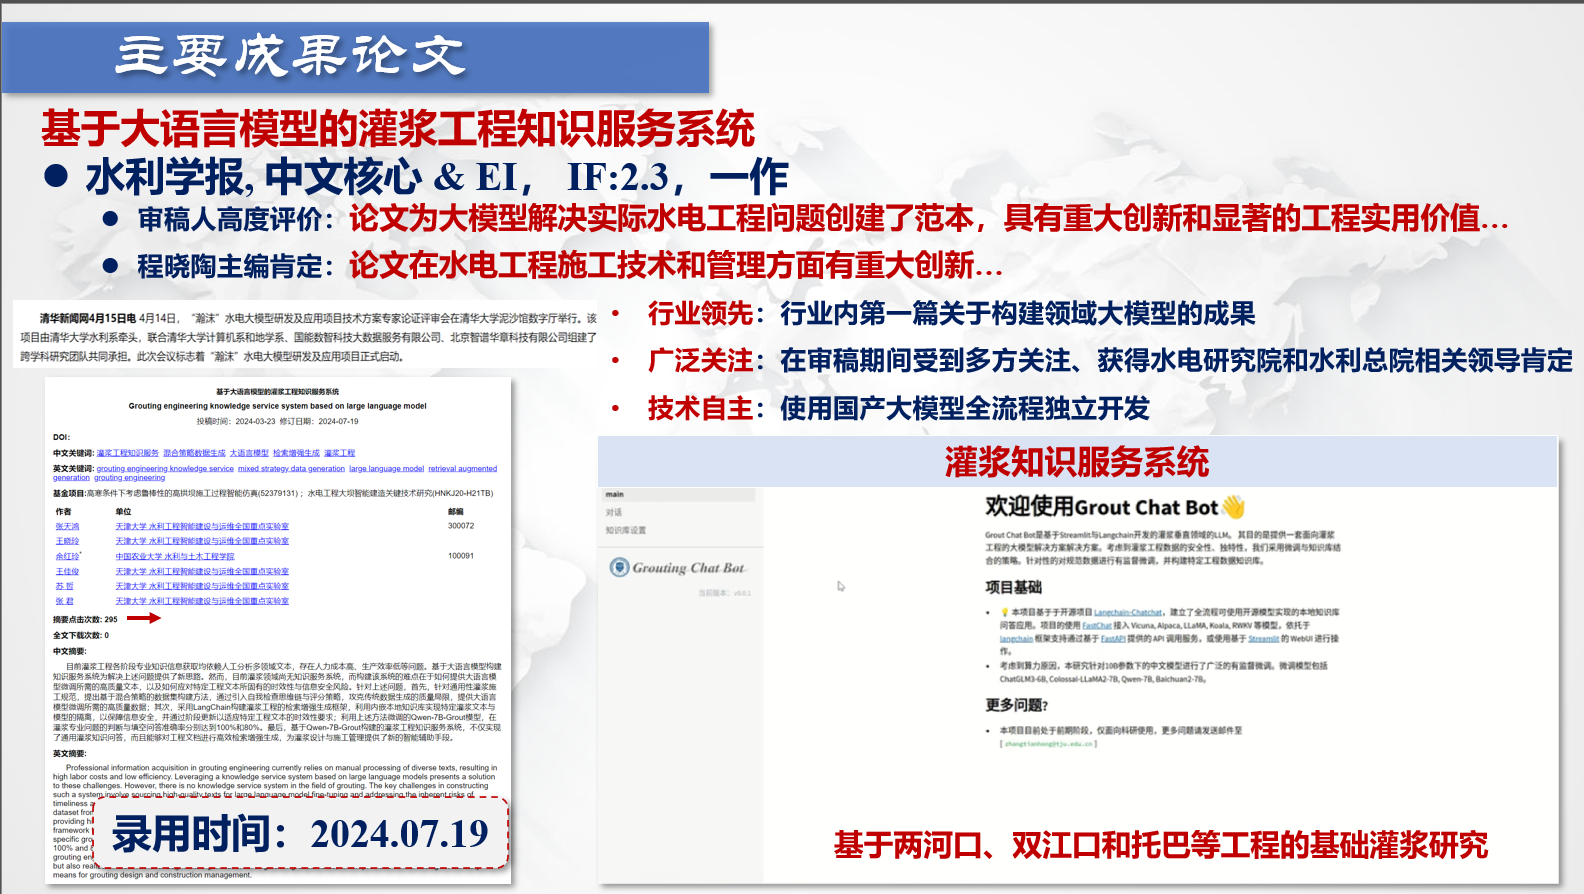 主要成果论文
基于大语言模型的灌浆工程知识服务系统
● 水利学报, 中文核心 & EI， IF:2.3，一作
● 审稿人高度评价：论文为大模型解决实际水电工程问题创建了范本，具有重大创新和显著的工程实用价值...
● 程晓陶主编肯定：论文在水电工程施工技术和管理方面有重大创新...
清华新闻网4月15日电 4月14日，“瀚沫”水电大模型研发及应用项目技术方案专家论证评审会在清华大学泥沙馆数字厅举行。该
项目由清华大学水利系牵头，联合清华大学计算机系和地学系、国能数智科技大数据服务有限公司、北京智谱华章科技有限公司组建了
跨学科研究团队共同承担。此次会议标志着“瀚沫”水电大模型研发及应用项目正式启动。
• 行业领先：行业内第一篇关于构建领域大模型的成果
• 广泛关注：在审稿期间受到多方关注、获得水电研究院和水利总院相关领导肯定
• 技术自主：使用国产大模型全流程独立开发
基于大语言模型的灌浆工程知识服务系统
Grouting engineering knowledge service system based on large language model
投稿时间：2024-03-23 修订日期：2024-07-19
DOI:
中文关键词: 灌浆工程知识服务 混合策略数据生成 大语言模型 检索增强生成 灌浆工程
英文关键词: grouting engineering knowledge service mixed strategy data generation large language model retrieval augmented
generation grouting engineering
基金项目:高寒条件下考虑鲁棒性的高拱坝施工过程智能仿真(52379131)；水电工程大坝智能建造关键技术研究(HNKJ20-H21TB)
作者 单位 邮编
张天鸿 天津大学 水利工程智能建设与运维全国重点实验室 300072
王晓玲 天津大学 水利工程智能建设与运维全国重点实验室
余红玲* 中国农业大学 水利与土木工程学院 100091
王佳俊 天津大学 水利工程智能建设与运维全国重点实验室
苏 哲 天津大学 水利工程智能建设与运维全国重点实验室
张 君 天津大学 水利工程智能建设与运维全国重点实验室
摘要点击次数: 295
全文下载次数: 0
中文摘要:
目前灌浆工程各阶段专业知识信息获取均依赖人工分析多领域文本，存在人力成本高、生产效率低等问题。基于大语言模型构建
知识服务系统为解决上述问题提供了新思路。然而，目前灌浆领域尚无知识服务系统，而构建该系统的难点在于如何提供大语言模
型微调所需的高质量文本，以及如何应对特定工程文本所固有的时效性与信息安全风险。针对上述问题，首先，针对通用性灌浆施
工规范，提出基于混合策略的数据集构建方法，通过引入自我检查思维链与评分策略，攻克传统数据生成的质量局限，提供大语言
模型微调所需的高质量数据；其次，采用LangChain构建灌浆工程的检索增强生成框架，利用内嵌本地知识库实现特定灌浆文本与
模型的隔离，以保障信息安全，并通过阶段更新以适应特定工程文本的时效性要求；利用上述方法微调的Qwen-7B-Grout模型，在
灌浆专业问题的判断与填空问答准确率分别达到100%和80%。最后，基于Qwen-7B-Grout构建的灌浆工程知识服务系统，不仅实现
了通用灌浆知识问答，而且能够对工程文档进行高效检索增强生成，为灌浆设计与施工管理提供了新的智能辅助手段。
英文摘要:
Professional information acquisition in grouting engineering currently relies on manual processing of diverse texts, resulting in
high labor costs and low efficiency. Leveraging a knowledge service system based on large language models presents a solution
to these challenges. However, there is no knowledge service system in the field of grouting. The key challenges in constructing
such a system involve sourcing high-quality texts for large language model fine-tuning and addressing the inherent risks of
timeliness a
dataset from
providing hi
framework
specific gro
100% and 8
grouting en
but also real
means for grouting design and construction management.
录用时间：2024.07.19
灌浆知识服务系统
main
对话
知识库设置
Grouting Chat Bot
当前版本：v0.0.1
欢迎使用Grout Chat Bot👋
Grout Chat Bot是基于Streamlit与Langchain开发的灌浆垂直领域的LLM。 其目的是提供一套面向灌浆
工程的大模型解决方案解决方案。考虑到灌浆工程数据的安全性、独特性，我们采用微调与知识库结
合的策略。针对性的对规范数据进行有监督微调，并构建特定工程数据知识库。
项目基础
• 💡 本项目基于于开源项目 Langchain-Chatchat，建立了全流程可使用开源模型实现的本地知识库
问答应用。项目的使用 FastChat 接入 Vicuna, Alpaca, LLaMA, Koala, RWKV 等模型，依托于
langchain 框架支持通过基于 FastAPI 提供的 API 调用服务，或使用基于 Streamlit 的 WebUI 进行操
作。
• 考虑到算力原因，本研究针对10B参数下的中文模型进行了广泛的有监督微调。微调模型包括
ChatGLM3-6B, Colossal-LLaMA2-7B, Qwen-7B, Baichuan2-7B。
更多问题?
• 本项目目前处于前期阶段，仅面向科研使用，更多问题请发送邮件至
[ zhangtianhong@tju.edu.cn ]
基于两河口、双江口和托巴等工程的基础灌浆研究